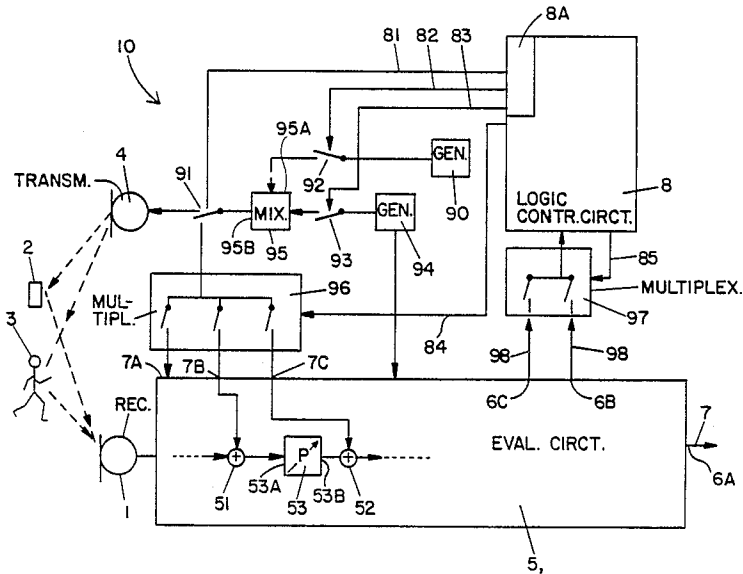 8A
81 82 83
10
95A
4
TRANSM.
91
92
GEN.
90
8
LOGIC
CONTR.CIRCT.
MIX.
GEN.
95B 95 93 94
85
2
MUL-
TIPL.
96
MULTIPLEX.
97
3
84
98 98
7A 7B 7C
6C 6B
REC.
EVAL. CIRCT.
7
6A
P
1
51 53A 53 53B 52
5,